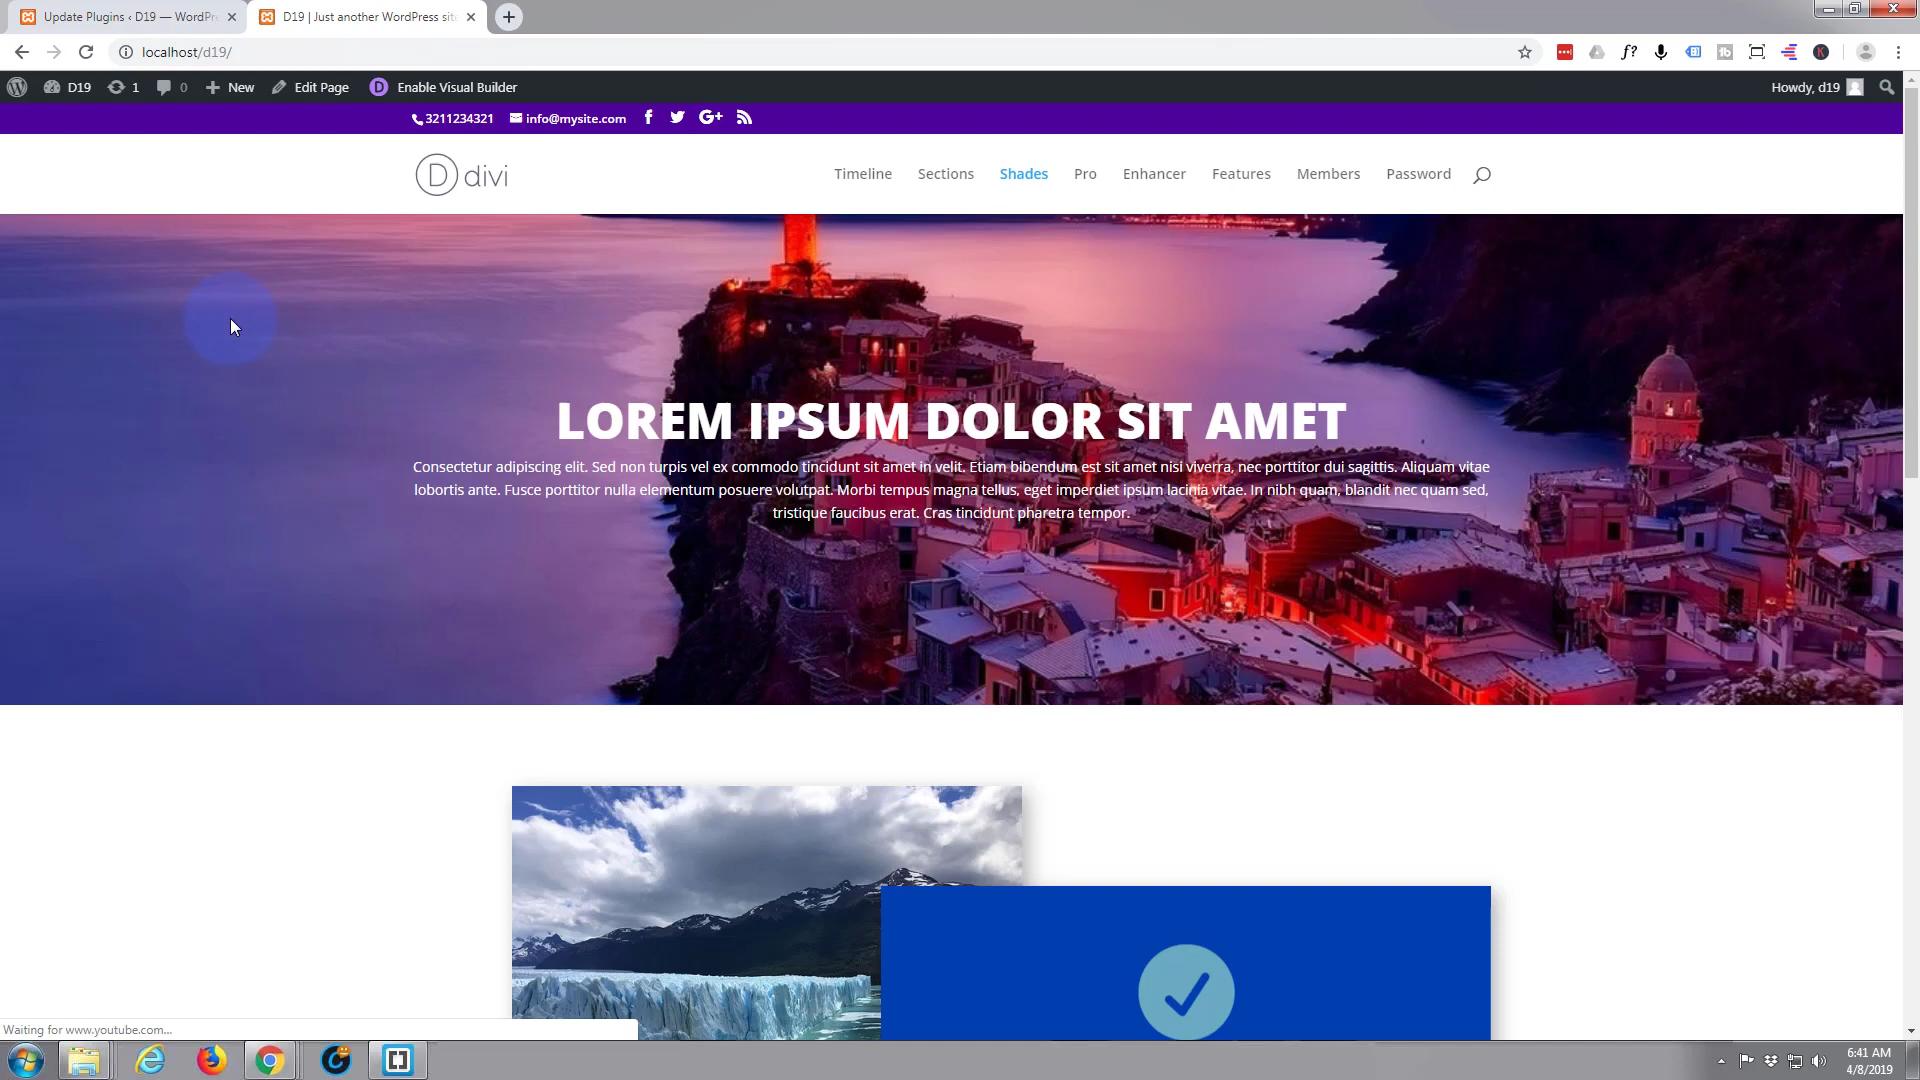 Update Plugins ‹ D19 — WordPre
D19 | Just another WordPress site
localhost/d19/
D19 1 0 New Edit Page D Enable Visual Builder
Howdy, d19
3211234321 info@mysite.com
D divi
Timeline Sections Shades Pro Enhancer Features Members Password
LOREM IPSUM DOLOR SIT AMET
Consectetur adipiscing elit. Sed non turpis vel ex commodo tincidunt sit amet in velit. Etiam bibendum est sit amet nisi viverra, nec porttitor dui sagittis. Aliquam vitae
lobortis ante. Fusce porttitor nulla elementum posuere volutpat. Morbi tempus magna tellus, eget imperdiet ipsum lacinia vitae. In nibh quam, blandit nec quam sed,
tristique faucibus erat. Cras tincidunt pharetra tempor.
Waiting for www.youtube.com...
6:41 AM
4/8/2019